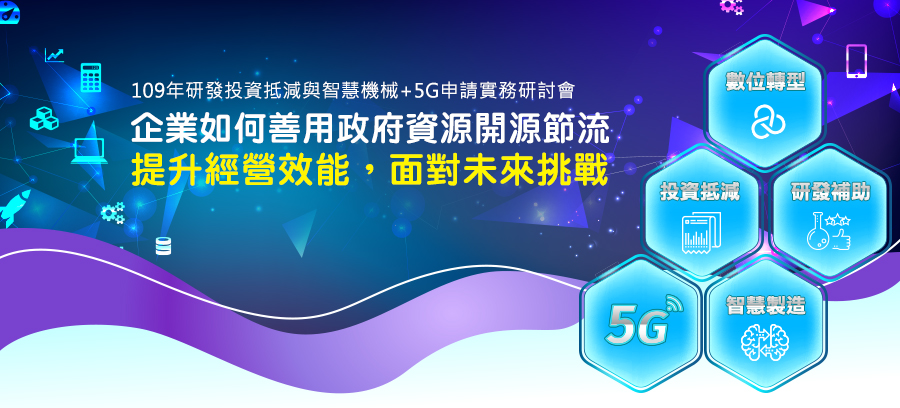 109年研發投資抵減與智慧機械+5G申請實務研討會
企業如何善用政府資源開源節流
提升經營效能，面對未來挑戰
數位轉型
投資抵減
研發補助
5G
智慧製造